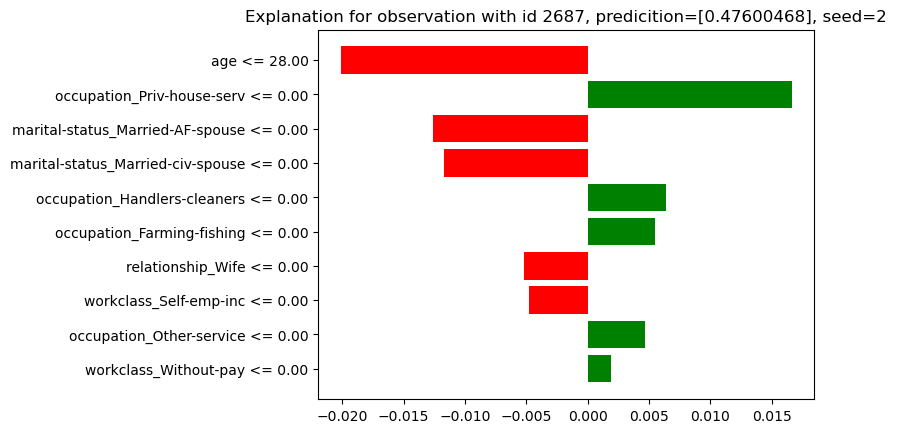 Explanation for observation with id 2687, predicition=[0.47600468], seed=2
age <= 28.00
occupation_Priv-house-serv <= 0.00
marital-status_Married-AF-spouse <= 0.00
marital-status_Married-civ-spouse <= 0.00
occupation_Handlers-cleaners <= 0.00
occupation_Farming-fishing <= 0.00
relationship_Wife <= 0.00
workclass_Self-emp-inc <= 0.00
occupation_Other-service <= 0.00
workclass_Without-pay <= 0.00
−0.020 −0.015 −0.010 −0.005 0.000 0.005 0.010 0.015